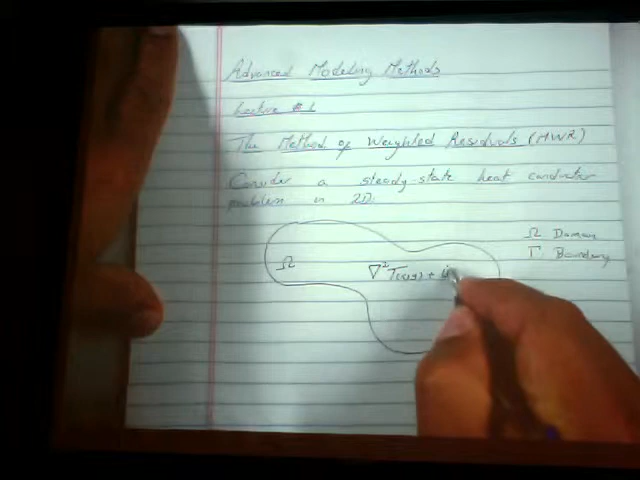 Advanced Modeling Methods
Lecture #1
The Method of Weighted Residuals (MWR)
Consider a steady-state heat conduction
problem in 2D.
Ω Domain
Γ Boundary
Ω
∇² T(x,y) +